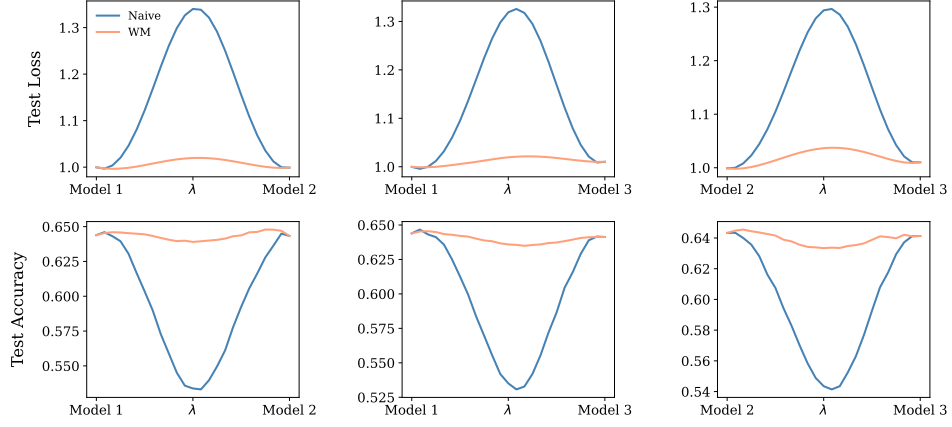 Test Loss
1.3
1.2
1.1
1.0
Naive
WM
Model 1 λ Model 2
1.3
1.2
1.1
1.0
Model 1 λ Model 3
1.3
1.2
1.1
1.0
Model 2 λ Model 3
Test Accuracy
0.650
0.625
0.600
0.575
0.550
Model 1 λ Model 2
0.650
0.625
0.600
0.575
0.550
0.525
Model 1 λ Model 3
0.64
0.62
0.60
0.58
0.56
0.54
Model 2 λ Model 3